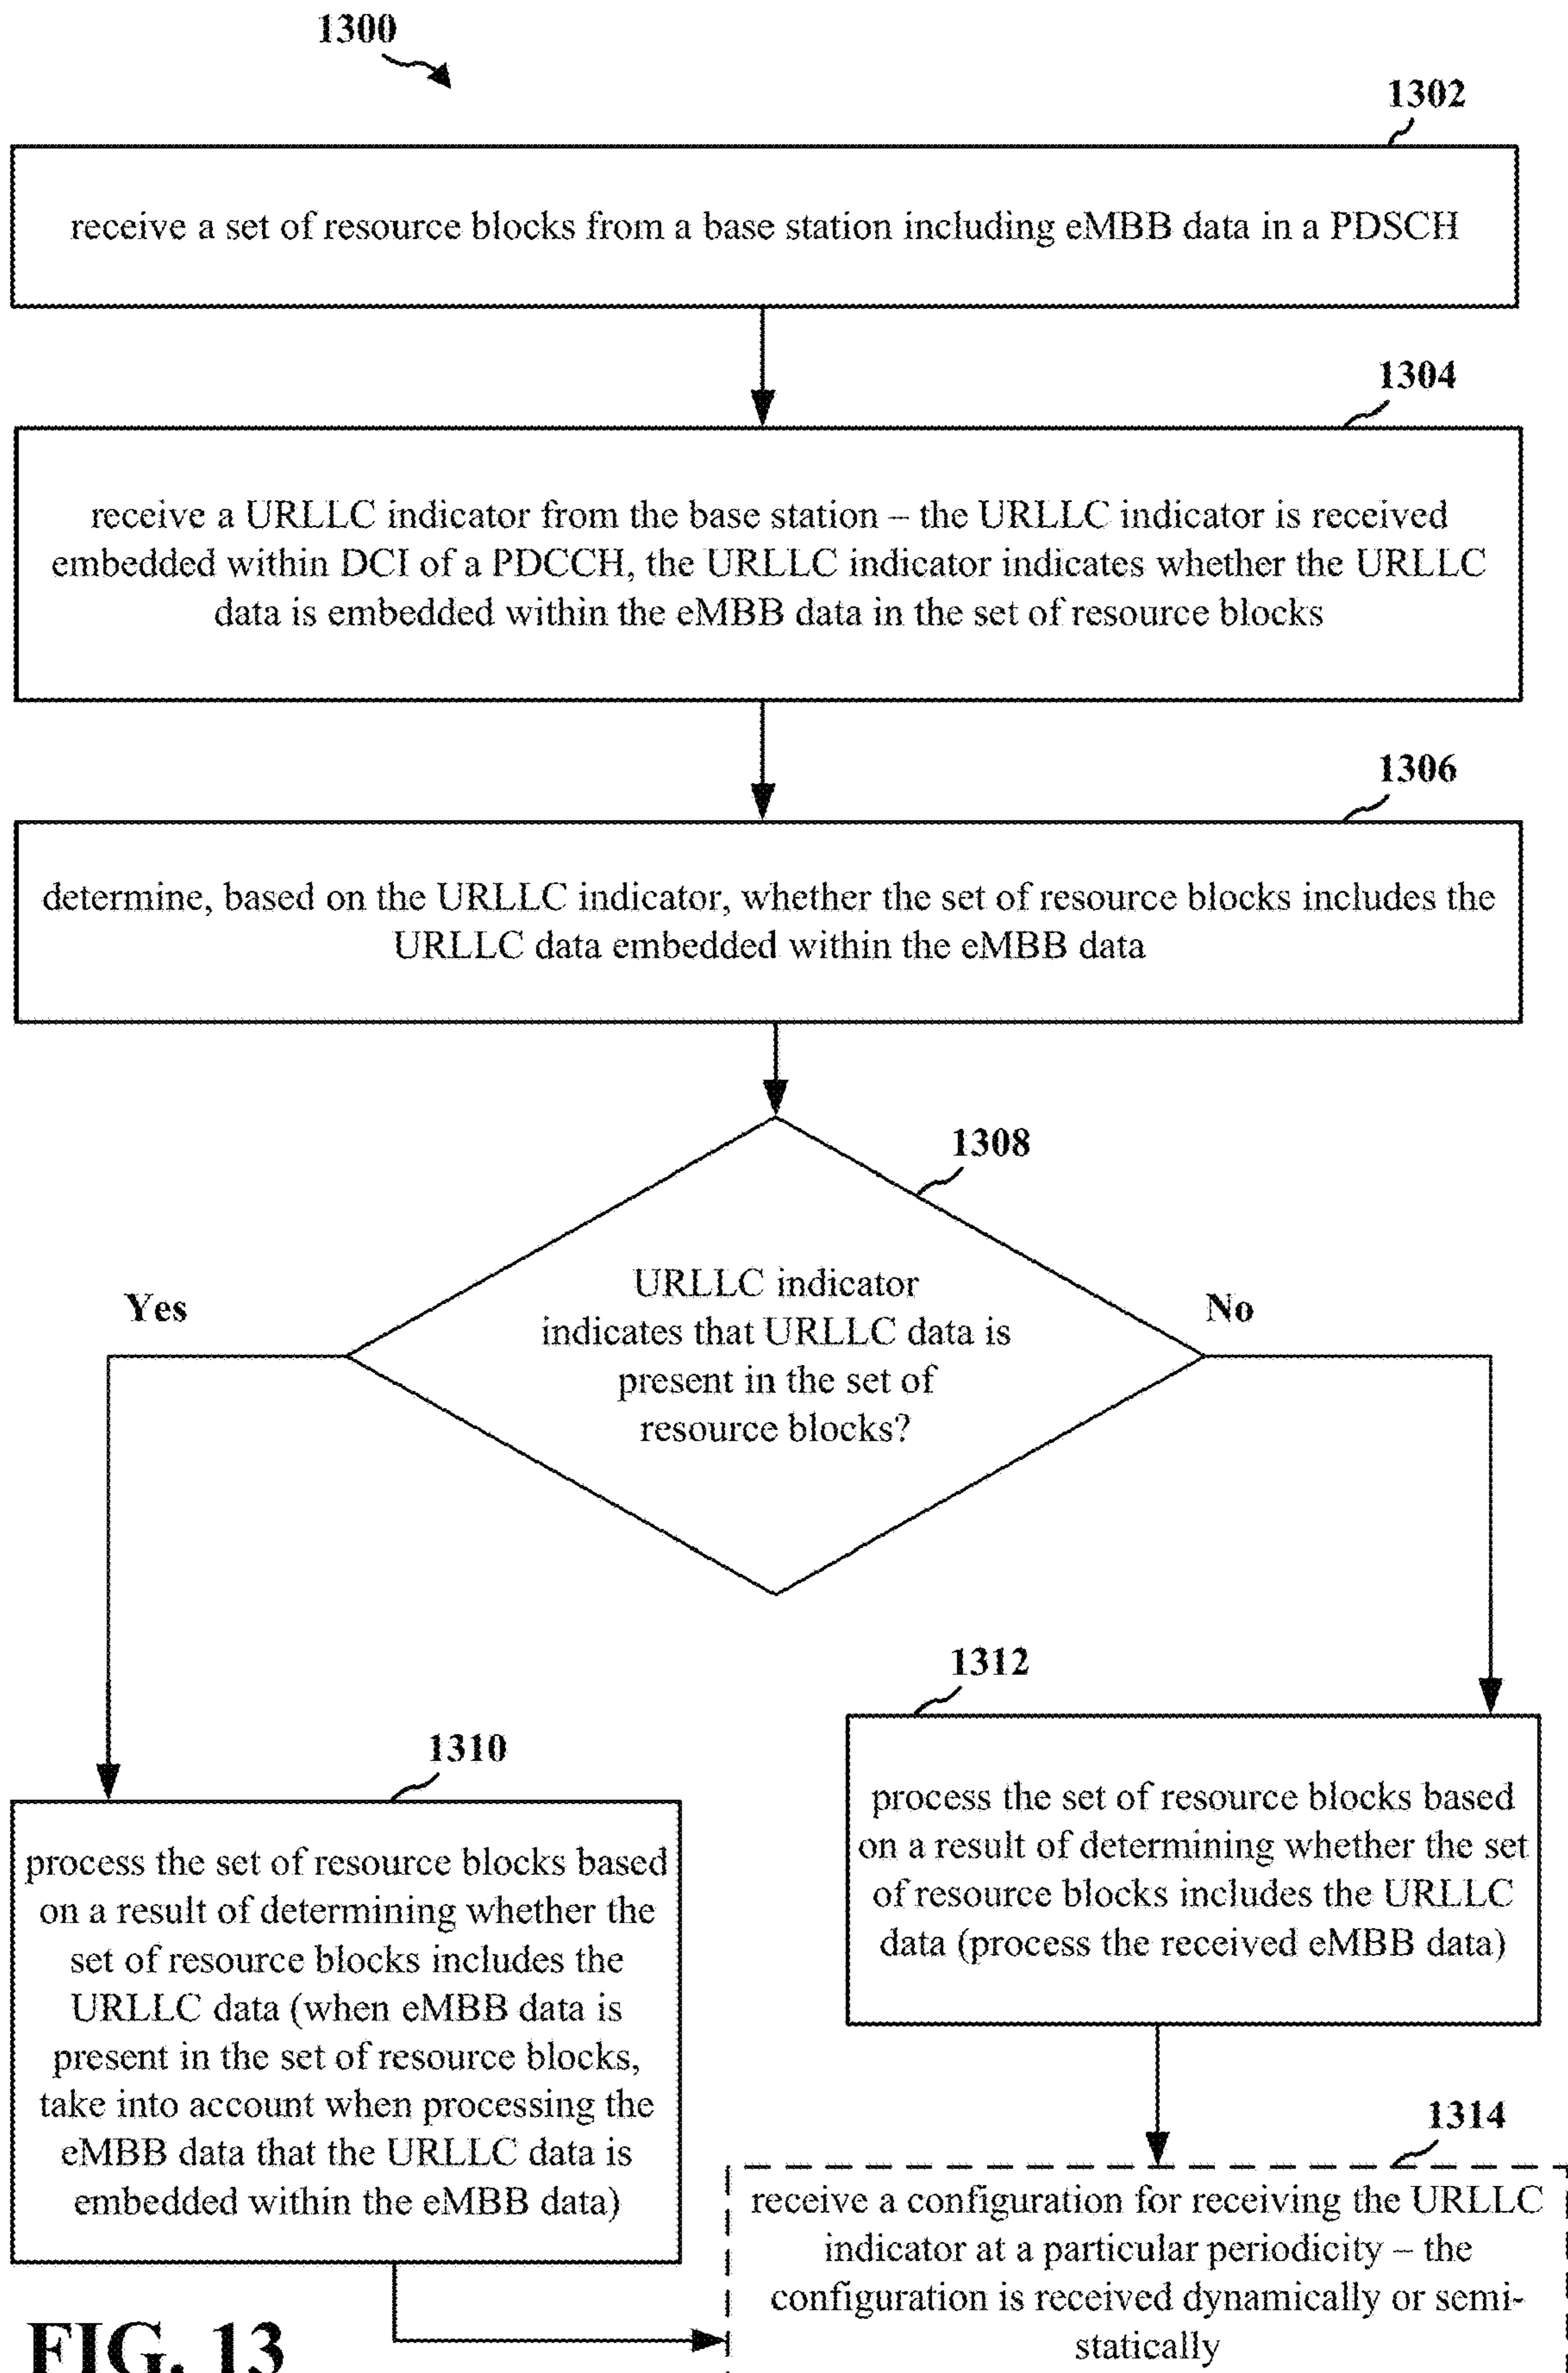 1300
1302
receive a set of resource blocks from a base station including eMBB data in a PDSCH
1304
receive a URLLC indicator from the base station – the URLLC indicator is received
embedded within DCI of a PDCCH, the URLLC indicator indicates whether the URLLC
data is embedded within the eMBB data in the set of resource blocks
1306
determine, based on the URLLC indicator, whether the set of resource blocks includes the
URLLC data embedded within the eMBB data
1308
URLLC indicator
indicates that URLLC data is
present in the set of
resource blocks?
Yes
No
1312
process the set of resource blocks based
on a result of determining whether the set
of resource blocks includes the URLLC
data (process the received eMBB data)
1310
process the set of resource blocks based
on a result of determining whether the
set of resource blocks includes the
URLLC data (when eMBB data is
present in the set of resource blocks,
take into account when processing the
eMBB data that the URLLC data is
embedded within the eMBB data)
1314
receive a configuration for receiving the URLLC
indicator at a particular periodicity – the
configuration is received dynamically or semi-
statically
FIG. 13